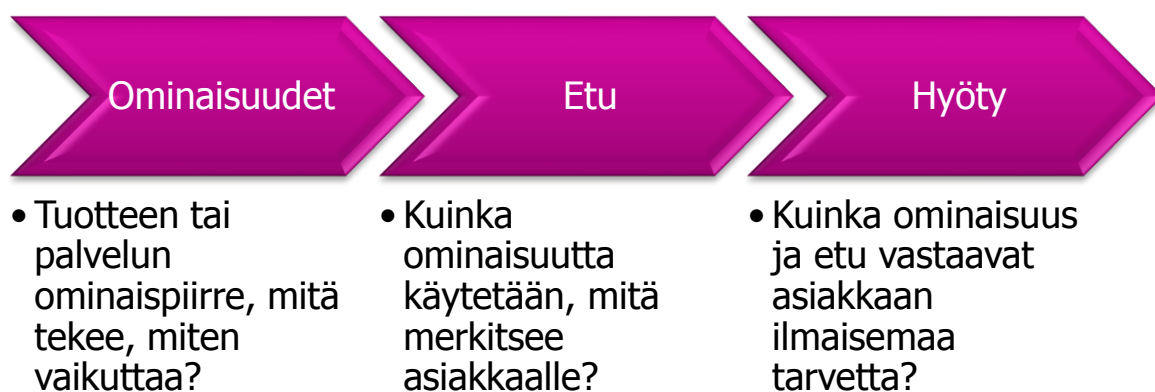 Ominaisuudet
• Tuotteen tai
palvelun
ominaispiirre, mitä
tekee, miten
vaikuttaa?
Etu
• Kuinka
ominaisuutta
käytetään, mitä
merkitsee
asiakkaalle?
Hyöty
• Kuinka ominaisuus
ja etu vastaavat
asiakkaan
ilmaisemaa
tarvetta?